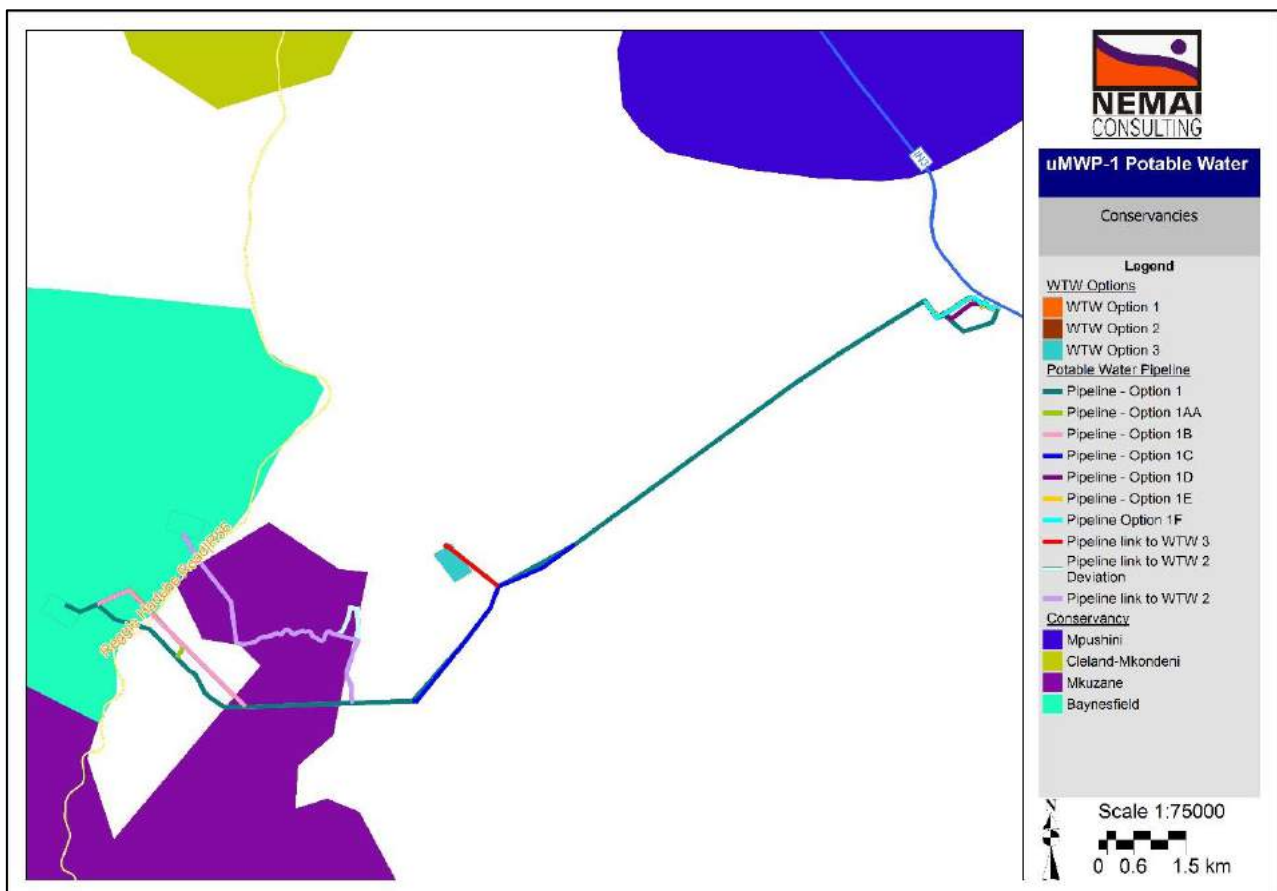 NEMAI
CONSULTING
uMWP-1 Potable Water
Conservancies
Legend
WTW Options
WTW Option 1
WTW Option 2
WTW Option 3
Potable Water Pipeline
Pipeline - Option 1
Pipeline - Option 1AA
Pipeline - Option 1B
Pipeline - Option 1C
Pipeline - Option 1D
Pipeline - Option 1E
Pipeline Option 1F
Pipeline link to WTW 3
Pipeline link to WTW 2
Deviation
Pipeline link to WTW 2
Conservancy
Mpushini
Cleland-Mkondeni
Mkuzane
Baynesfield
N
Scale 1:75000
0 0.6 1.5 km